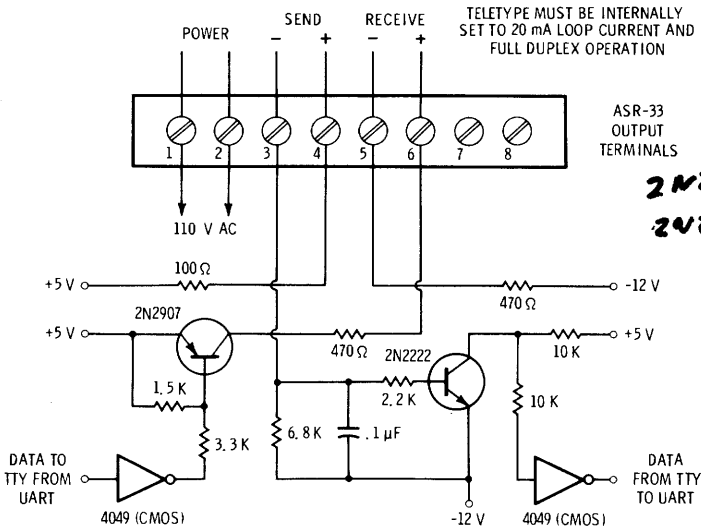 TELETYPE MUST BE INTERNALLY
SET TO 20 mA LOOP CURRENT AND
FULL DUPLEX OPERATION
SEND RECEIVE
POWER − + − +
ASR-33
OUTPUT
TERMINALS
1 2 3 4 5 6 7 8
110 V AC
100 Ω
+5 V
-12 V
470 Ω
2N2907
+5 V
470 Ω
2N2222
+5 V
10 K
1.5 K
2.2 K
10 K
3.3 K
6.8 K
.1 µF
DATA TO
TTY FROM
UART
4049 (CMOS)
-12 V
4049 (CMOS)
DATA
FROM TTY
TO UART